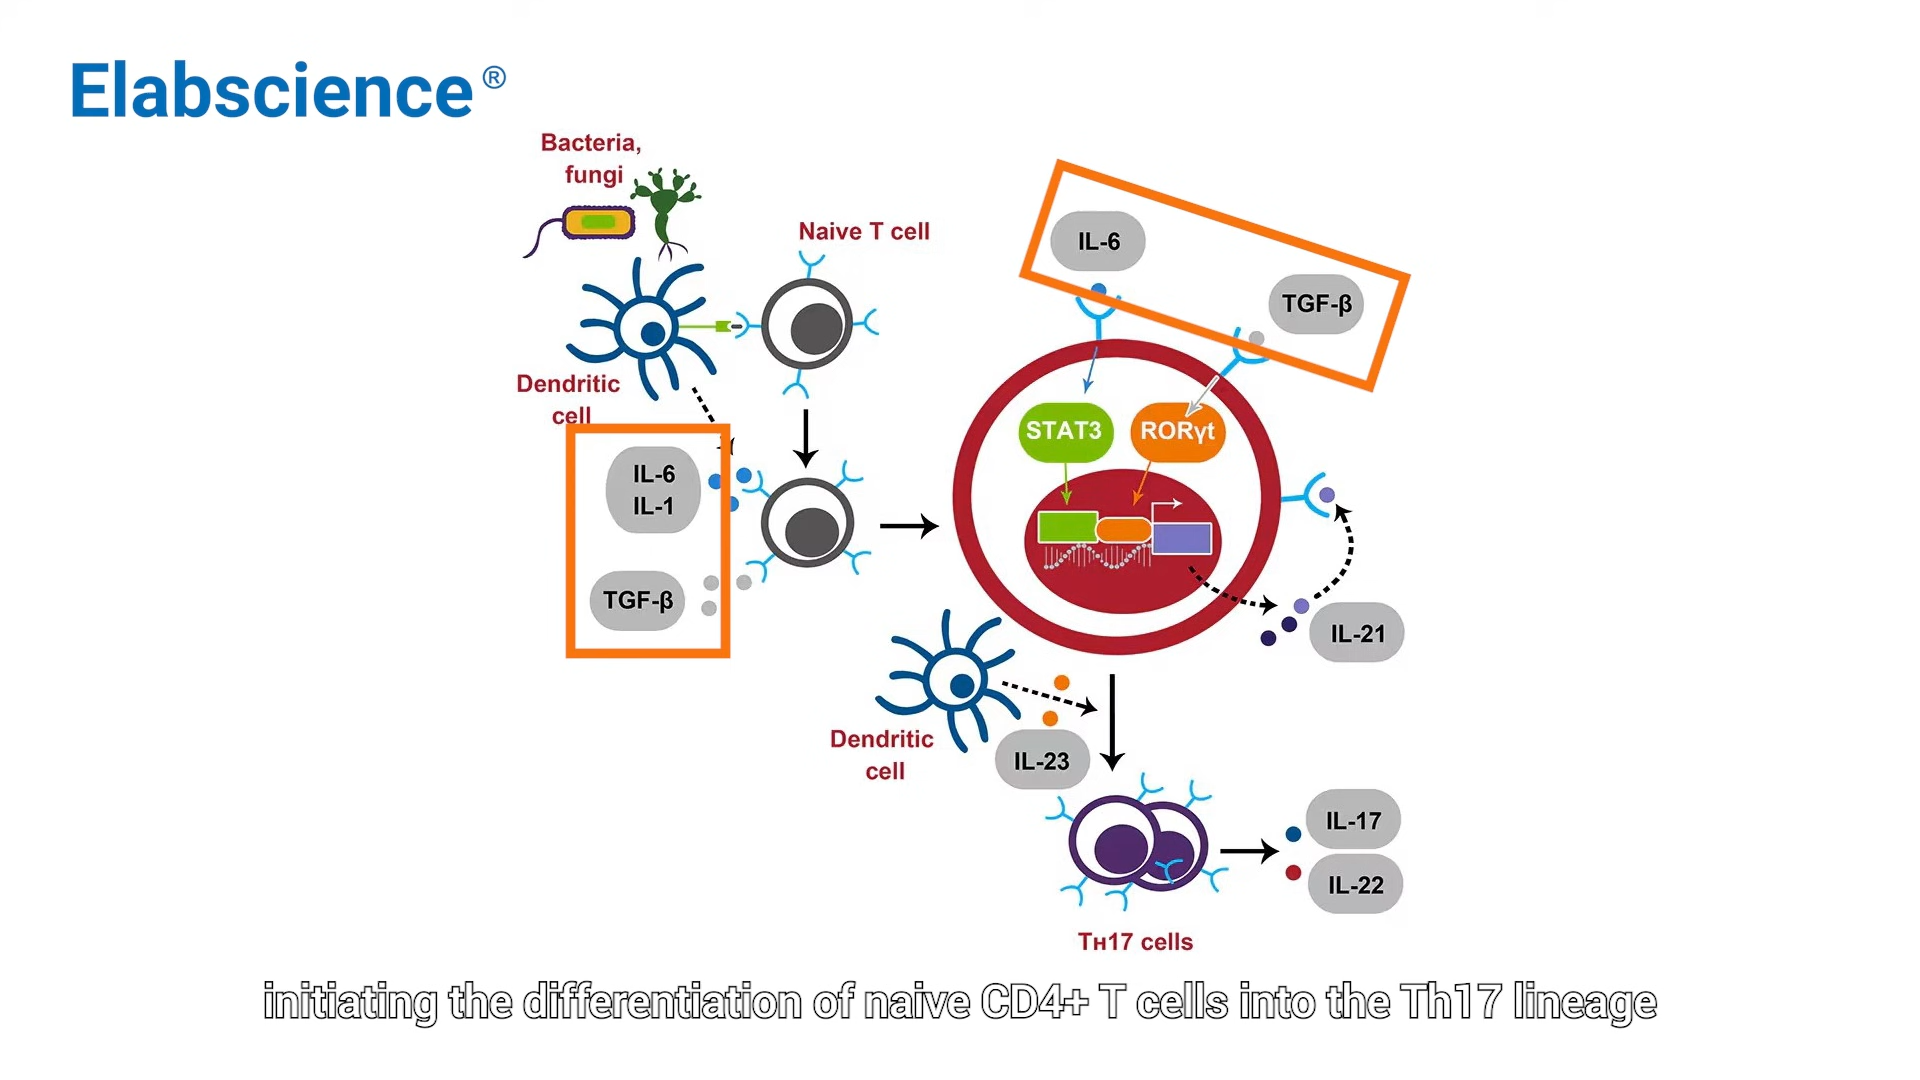 Elabscience®
Bacteria,
fungi
Naive T cell
IL-6
TGF-β
Dendritic
cell
STAT3
RORγt
IL-6
IL-1
TGF-β
IL-21
Dendritic
cell
IL-23
IL-17
IL-22
Tʜ17 cells
initiating the differentiation of naive CD4+ T cells into the Th17 lineage